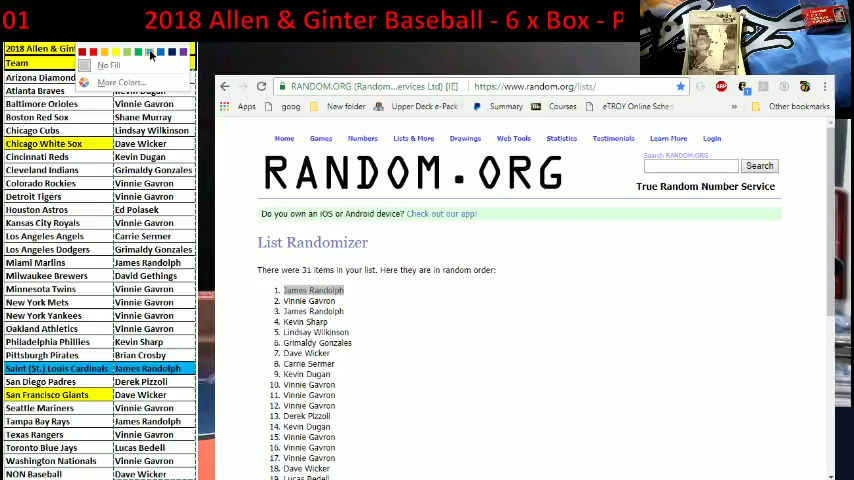 01 2018 Allen & Ginter Baseball - 6 x Box - P
2018 Allen & Gint
Team
No Fill
More Colors...
Arizona Diamond
Atlanta Braves Kevin Dugan
Baltimore Orioles Vinnie Gavron
Boston Red Sox Shane Murray
Chicago Cubs Lindsay Wilkinson
Chicago White Sox Dave Wicker
Cincinnati Reds Kevin Dugan
Cleveland Indians Grimaldy Gonzales
Colorado Rockies Vinnie Gavron
Detroit Tigers Vinnie Gavron
Houston Astros Ed Polasek
Kansas City Royals Vinnie Gavron
Los Angeles Angels Carrie Sermer
Los Angeles Dodgers Grimaldy Gonzales
Miami Marlins James Randolph
Milwaukee Brewers David Gethings
Minnesota Twins Vinnie Gavron
New York Mets Vinnie Gavron
New York Yankees Vinnie Gavron
Oakland Athletics Vinnie Gavron
Philadelphia Phillies Kevin Sharp
Pittsburgh Pirates Brian Crosby
Saint (St.) Louis Cardinals James Randolph
San Diego Padres Derek Pizzoli
San Francisco Giants Dave Wicker
Seattle Mariners Vinnie Gavron
Tampa Bay Rays James Randolph
Texas Rangers Vinnie Gavron
Toronto Blue Jays Lucas Bedell
Washington Nationals Vinnie Gavron
NON Baseball Dave Wicker
RANDOM.ORG (Random...ervices Ltd) [IE] https://www.random.org/lists/
Apps goog New folder Upper Deck e-Pack S Summary Courses eTROY Online Sched » Other bookmarks
Home Games Numbers Lists & More Drawings Web Tools Statistics Testimonials Learn More Login
RANDOM.ORG
Search RANDOM.ORG
Search
True Random Number Service
Do you own an iOS or Android device? Check out our app!
List Randomizer
There were 31 items in your list. Here they are in random order:
1. James Randolph
2. Vinnie Gavron
3. James Randolph
4. Kevin Sharp
5. Lindsay Wilkinson
6. Grimaldy Gonzales
7. Dave Wicker
8. Carrie Sermer
9. Kevin Dugan
10. Vinnie Gavron
11. Vinnie Gavron
12. Vinnie Gavron
13. Derek Pizzoli
14. Kevin Dugan
15. Vinnie Gavron
16. Vinnie Gavron
17. Vinnie Gavron
18. Dave Wicker
19. Lucas Bedell